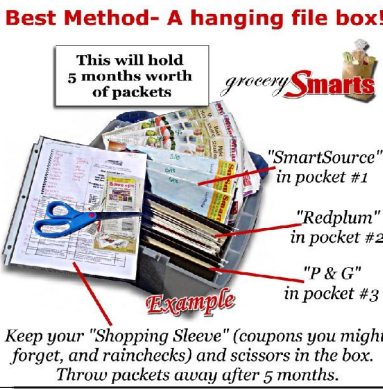 Best Method- A hanging file box!
This will hold
5 months worth
of packets
grocery Smarts
"SmartSource"
in pocket #1
"Redplum"
in pocket #2
"P & G"
in pocket #3
Example
Keep your "Shopping Sleeve" (coupons you might
forget, and rainchecks) and scissors in the box.
Throw packets away after 5 months.